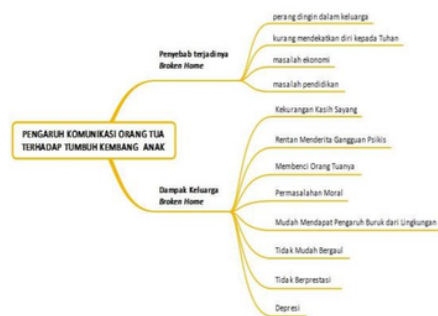 PENGARUH KOMUNIKASI ORANG TUA
TERHADAP TUMBUH KEMBANG ANAK
Penyebab terjadinya
Broken Home
perang dingin dalam keluarga
kurang mendekatkan diri kepada Tuhan
masalah ekonomi
masalah pendidikan
Dampak Keluarga
Broken Home
Kekurangan Kasih Sayang
Rentan Menderita Gangguan Psikis
Membenci Orang Tuanya
Permasalahan Moral
Mudah Mendapat Pengaruh Buruk dari Lingkungan
Tidak Mudah Bergaul
Tidak Berprestasi
Depresi